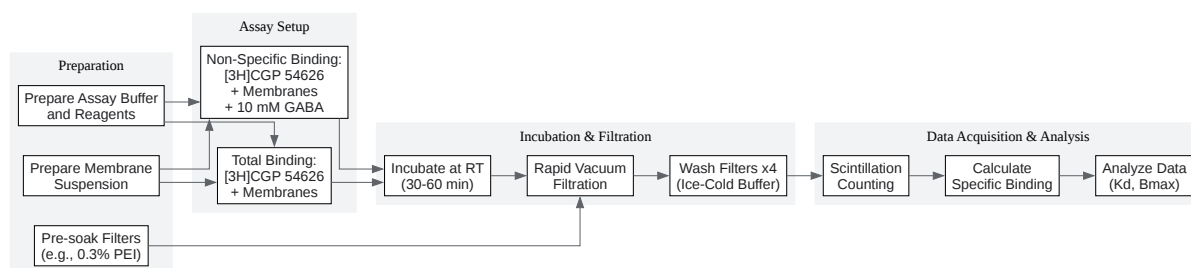 Preparation
Prepare Assay Buffer
and Reagents
Prepare Membrane
Suspension
Pre-soak Filters
(e.g., 0.3% PEI)
Assay Setup
Non-Specific Binding:
[3H]CGP 54626
+ Membranes
+ 10 mM GABA
Total Binding:
[3H]CGP 54626
+ Membranes
Incubation & Filtration
Incubate at RT
(30-60 min)
Rapid Vacuum
Filtration
Wash Filters x4
(Ice-Cold Buffer)
Data Acquisition & Analysis
Scintillation
Counting
Calculate
Specific Binding
Analyze Data
(Kd, Bmax)